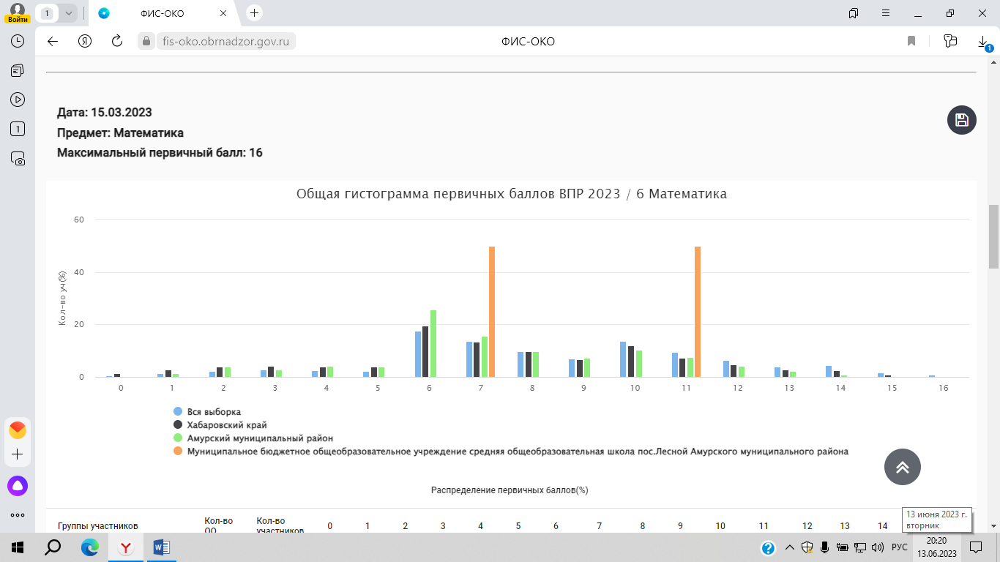 Войти
1
ФИС-ОКО
fis-oko.obrnadzor.gov.ru
ФИС-ОКО
1
1
Дата: 15.03.2023
Предмет: Математика
Максимальный первичный балл: 16
Общая гистограмма первичных баллов ВПР 2023 / 6 Математика
Кол-во уч(%)
60
40
20
0
0 1 2 3 4 5 6 7 8 9 10 11 12 13 14 15 16
Вся выборка
Хабаровский край
Амурский муниципальный район
Муниципальное бюджетное общеобразовательное учреждение средняя общеобразовательная школа пос.Лесной Амурского муниципального района
Распределение первичных баллов(%)
Группы участников Кол-во ОО Кол-во участников 0 1 2 3 4 5 6 7 8 9 10 11 12 13 14
13 июня 2023 г.
вторник
РУС
20:20
13.06.2023